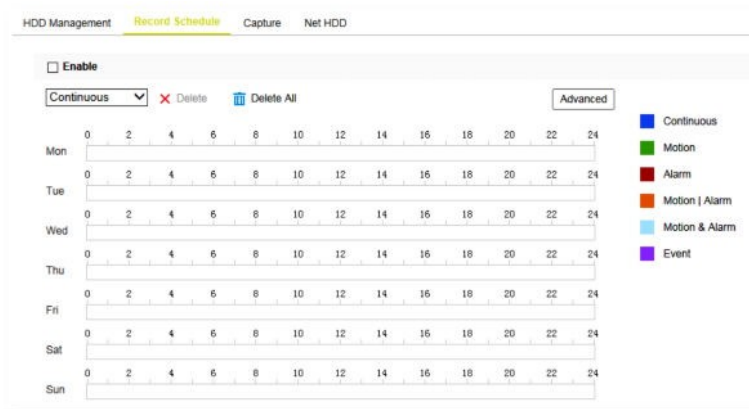 HDD Management Record Schedule Capture Net HDD
Enable
Continuous Delete Delete All Advanced
Continuous
Motion
Alarm
Motion | Alarm
Motion & Alarm
Event
0 2 4 6 8 10 12 14 16 18 20 22 24
Mon
0 2 4 6 8 10 12 14 16 18 20 22 24
Tue
0 2 4 6 8 10 12 14 16 18 20 22 24
Wed
0 2 4 6 8 10 12 14 16 18 20 22 24
Thu
0 2 4 6 8 10 12 14 16 18 20 22 24
Fri
0 2 4 6 8 10 12 14 16 18 20 22 24
Sat
0 2 4 6 8 10 12 14 16 18 20 22 24
Sun